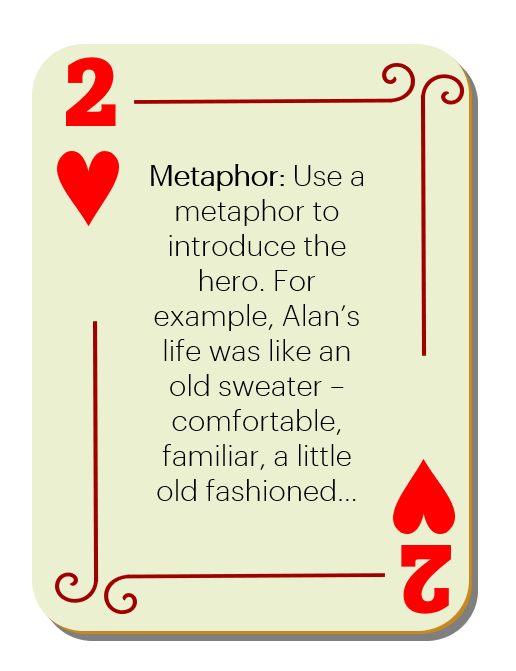 2
Metaphor: Use a
metaphor to
introduce the
hero. For
example, Alan’s
life was like an
old sweater –
comfortable,
familiar, a little
old fashioned...
2